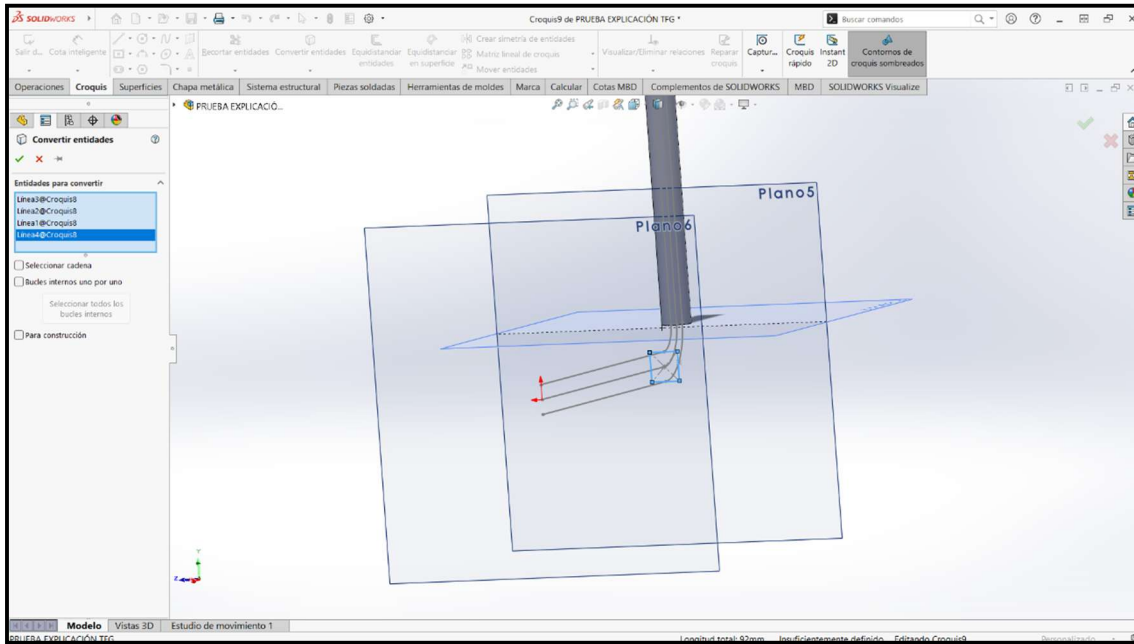 SOLIDWORKS
Croquis9 de PRUEBA EXPLICACIÓN TFG *
Buscar comandos
Salir d... Cota inteligente
Recortar entidades Convertir entidades Equidistanciar entidades Equidistanciar en superficie
Crear simetría de entidades
Matriz lineal de croquis
Mover entidades
Visualizar/Eliminar relaciones Reparar croquis Captur... Croquis rápido Instant 2D Contornos de croquis sombreados
Operaciones Croquis Superficies Chapa metálica Sistema estructural Piezas soldadas Herramientas de moldes Marca Calcular Cotas MBD Complementos de SOLIDWORKS MBD SOLIDWORKS Visualize
PRUEBA EXPLICACIÓ...
Convertir entidades
Entidades para convertir
Línea3@Croquis8
Línea2@Croquis8
Línea1@Croquis8
Línea4@Croquis8
Seleccionar cadena
Bucles internos uno por uno
Seleccionar todos los
bucles internos
Para construcción
Plano5
Plano6
Y
Z
Modelo Vistas 3D Estudio de movimiento 1
PRUEBA EXPLICACIÓN TFG
Longitud total: 92mm Insuficientemente definido Editando Croquis9 Personalizado